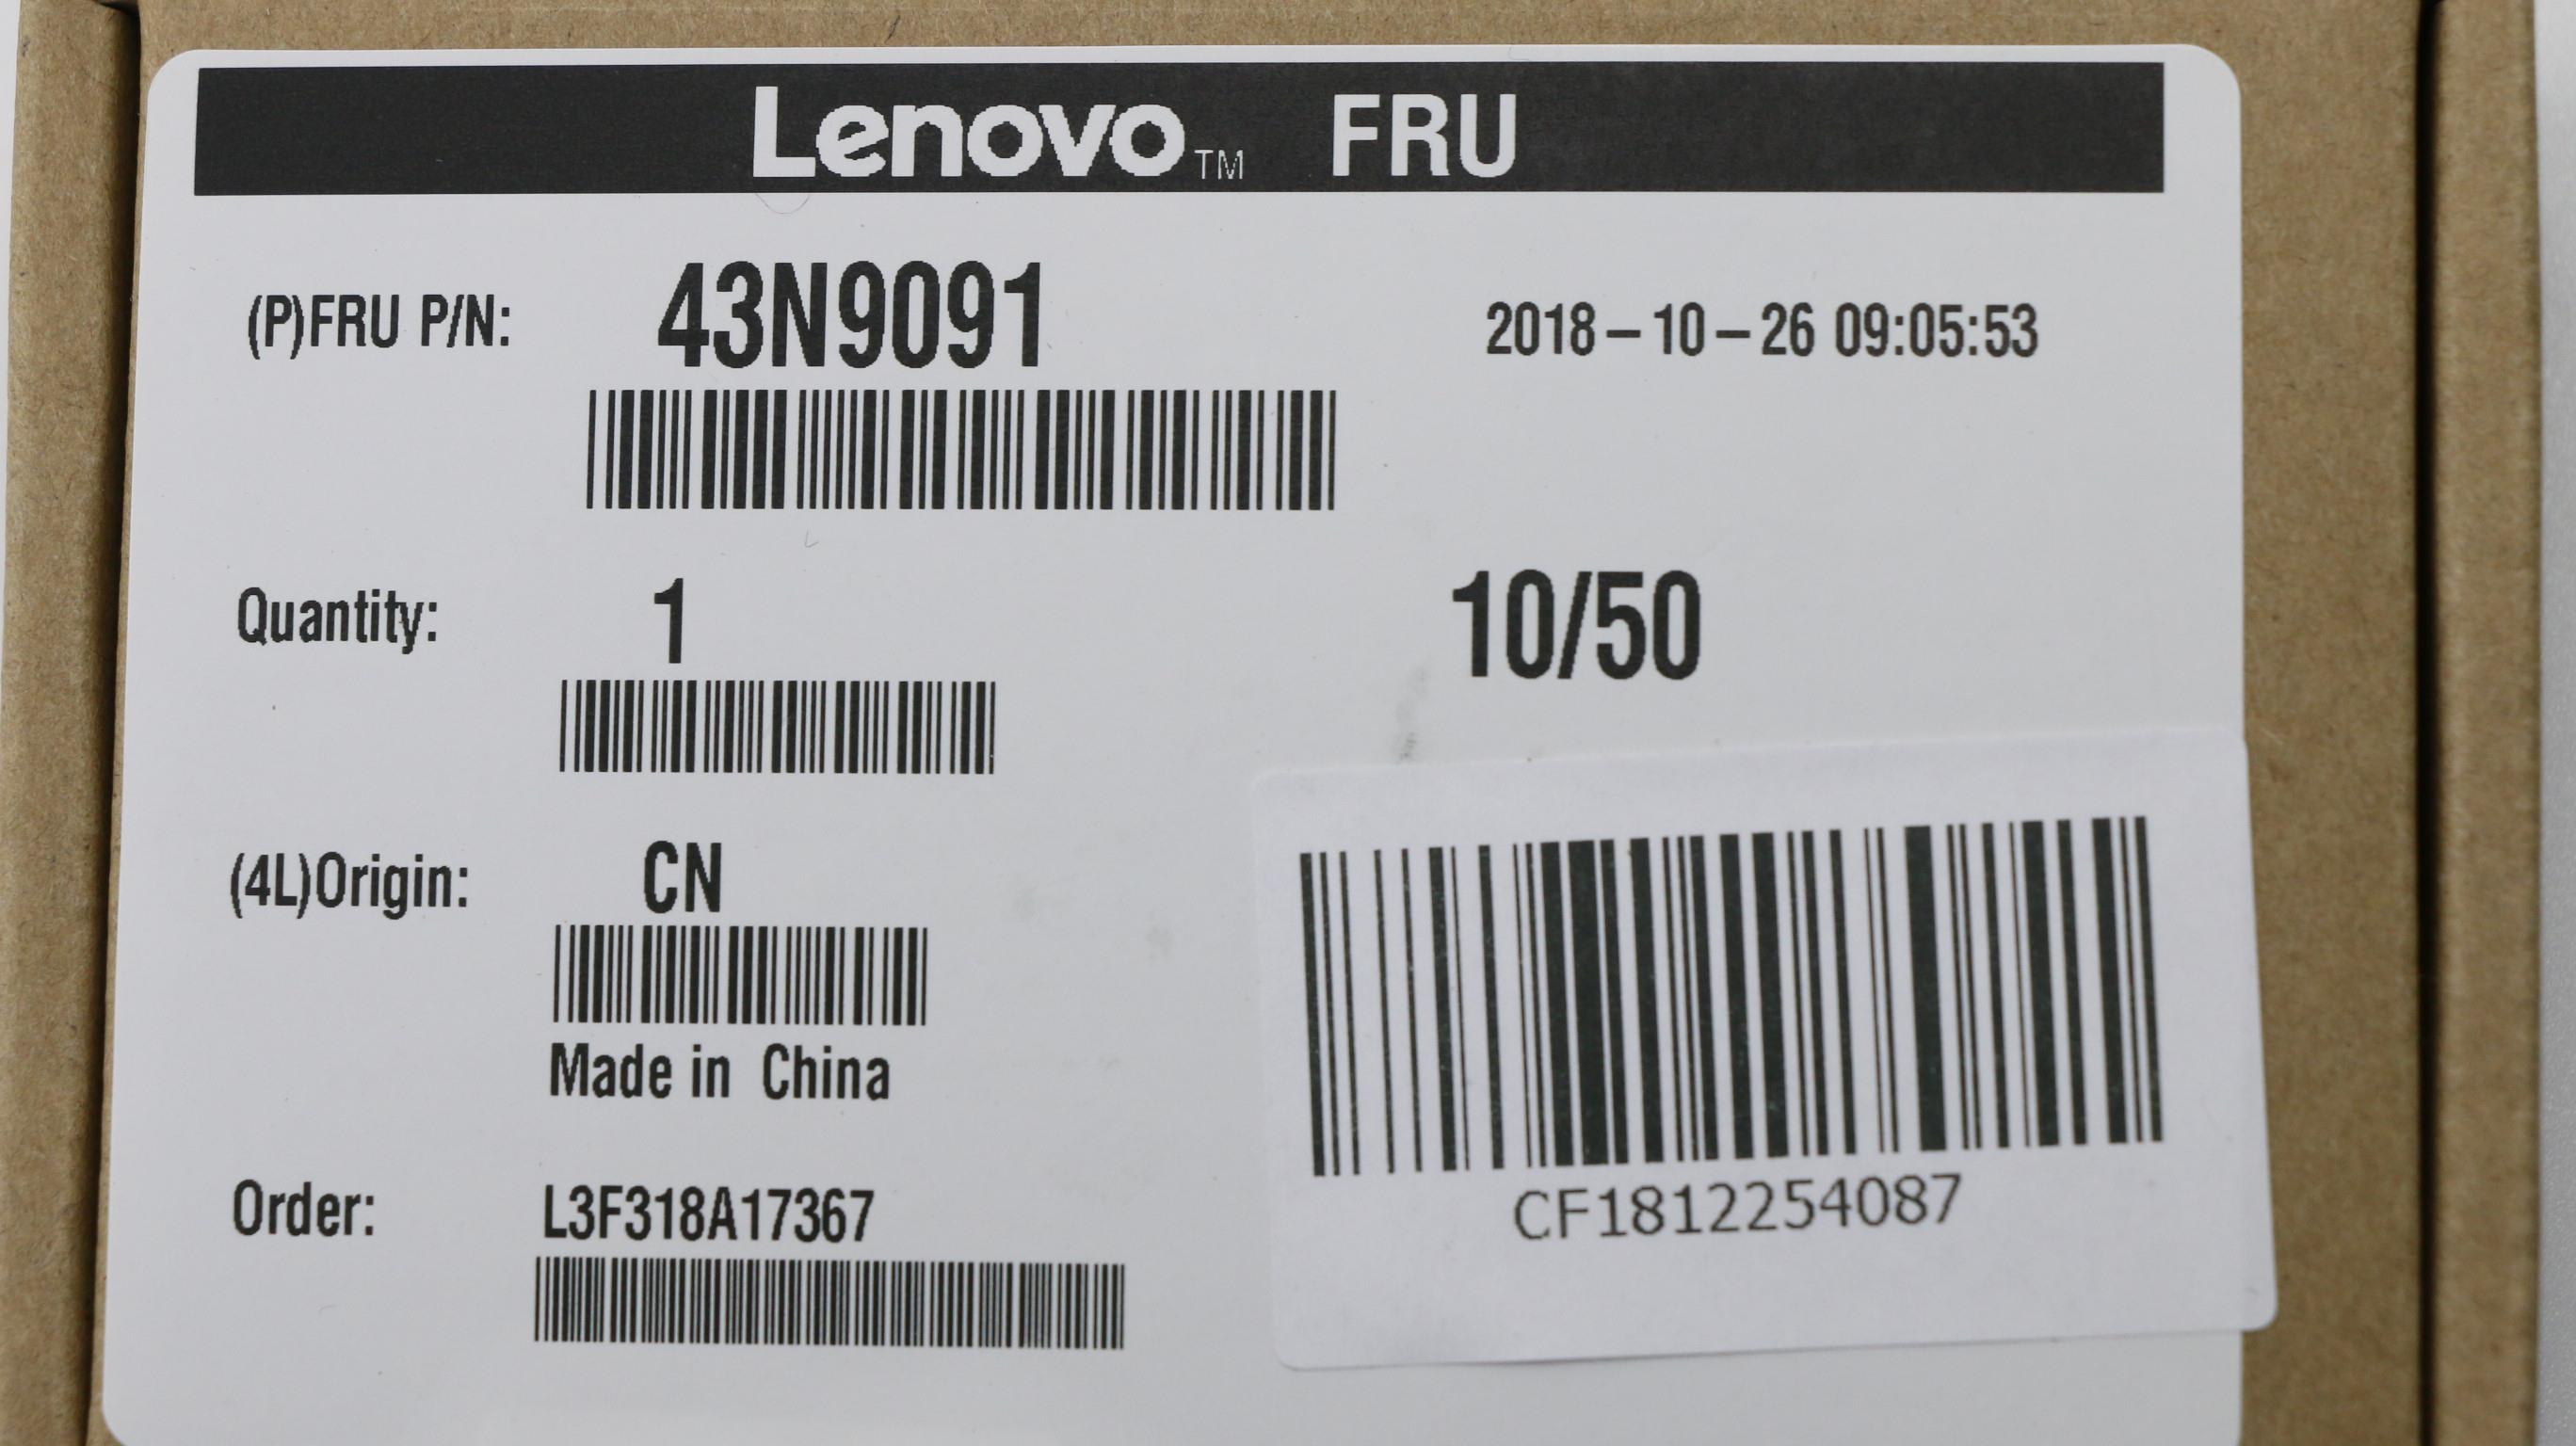 Lenovo™ FRU
(P)FRU P/N: 43N9091 2018-10-26 09:05:53
Quantity: 1 10/50
(4L)Origin: CN
Made in China
Order: L3F318A17367
CF1812254087